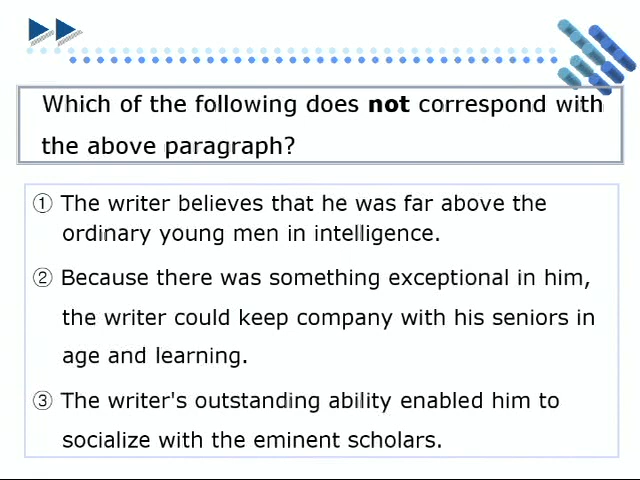 Which of the following does not correspond with
the above paragraph?
① The writer believes that he was far above the
ordinary young men in intelligence.
② Because there was something exceptional in him,
the writer could keep company with his seniors in
age and learning.
③ The writer's outstanding ability enabled him to
socialize with the eminent scholars.